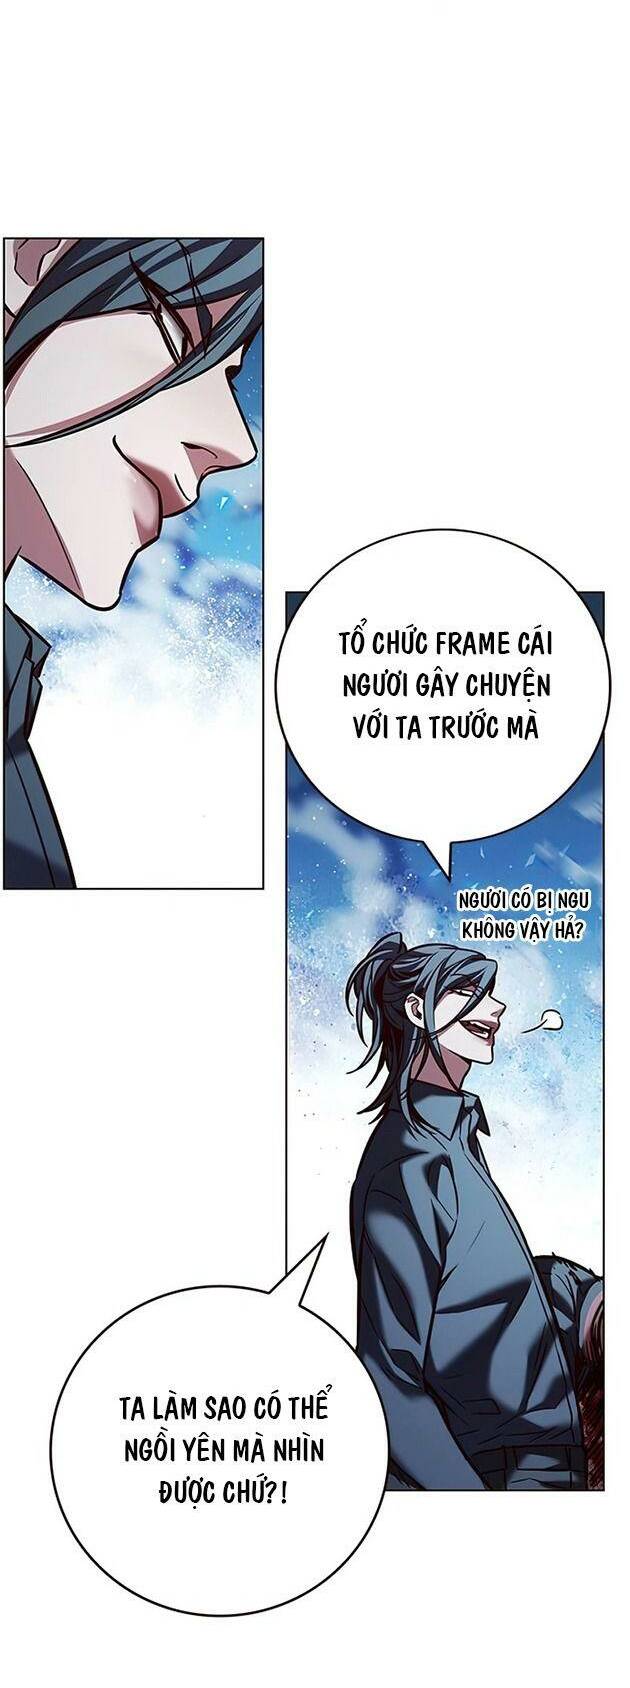 TỔ CHỨC FRAME CÁI
NGƯƠI GÂY CHUYỆN
VỚI TA TRƯỚC MÀ
NGƯƠI CÓ BỊ NGU
KHÔNG VẬY HẢ?
TA LÀM SAO CÓ THỂ
NGỒI YÊN MÀ NHÌN
ĐƯỢC CHỨ?!